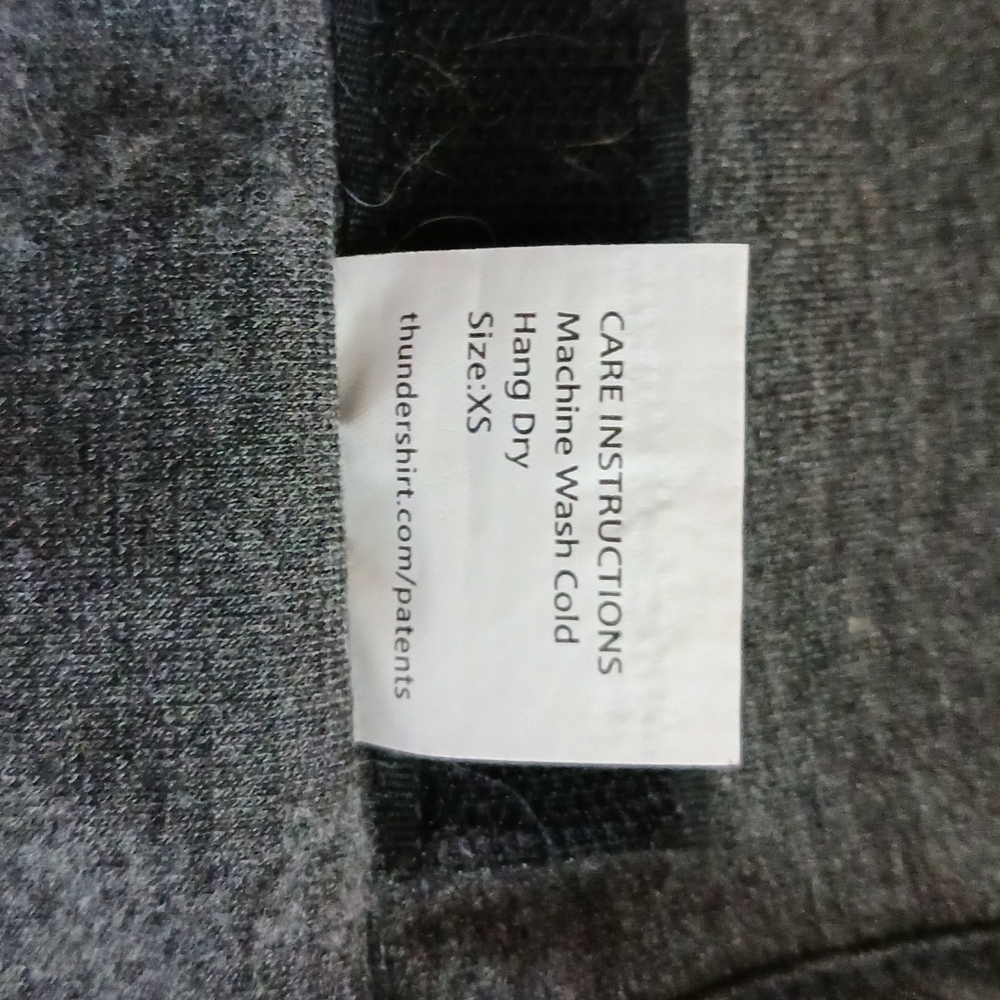 CARE INSTRUCTIONS
Machine Wash Cold
Hang Dry
Size:XS
thundershirt.com/patents